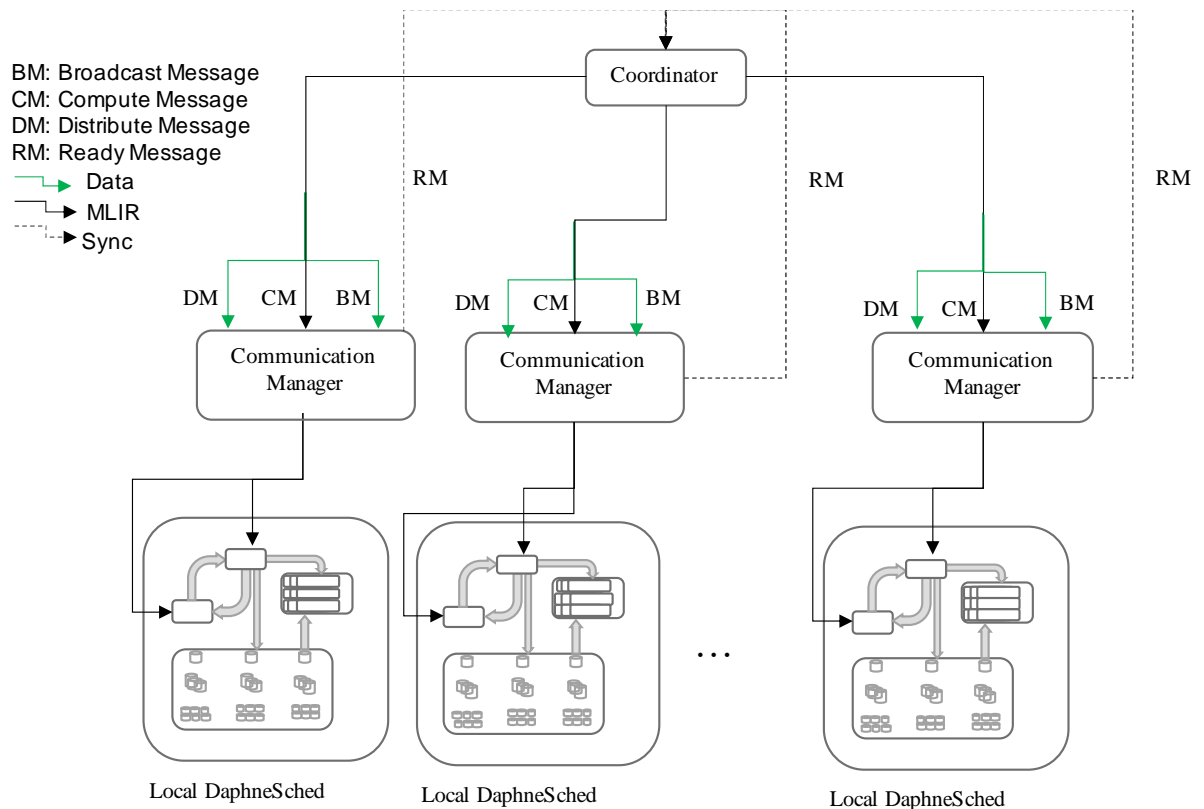 BM: Broadcast Message
CM: Compute Message
DM: Distribute Message
RM: Ready Message
Data
MLIR
Sync
Coordinator
RM
RM
RM
DM
CM
BM
DM
CM
BM
DM
CM
BM
Communication
Manager
Communication
Manager
Communication
Manager
...
Local DaphneSched
Local DaphneSched
Local DaphneSched